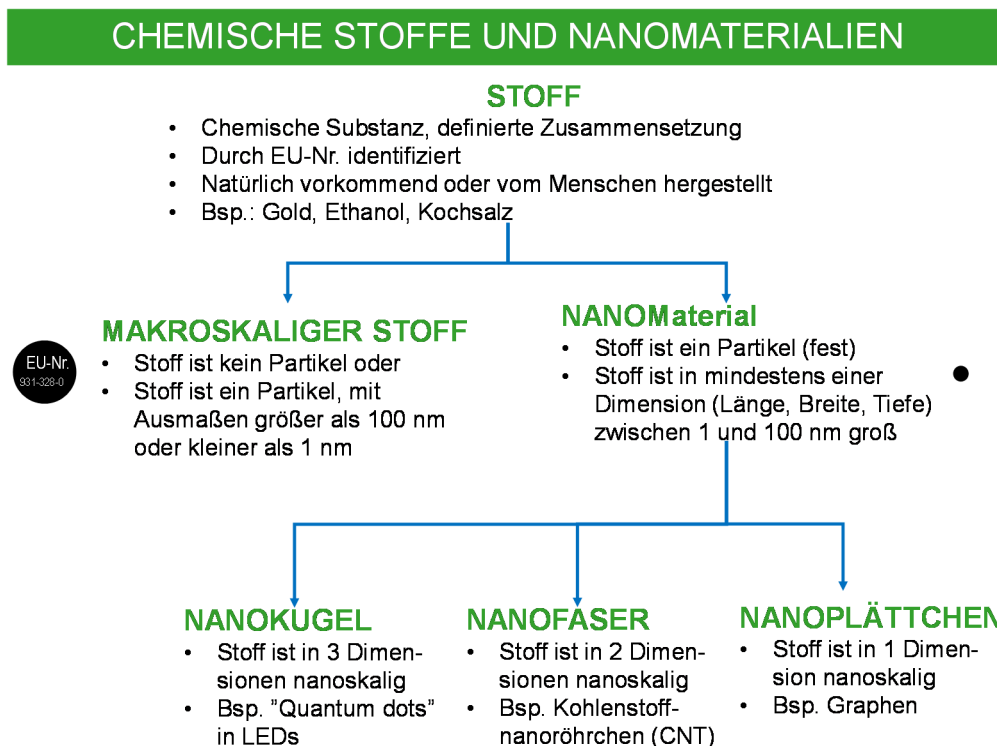 CHEMISCHE STOFFE UND NANOMATERIALIEN
STOFF
• Chemische Substanz, definierte Zusammensetzung
• Durch EU-Nr. identifiziert
• Natürlich vorkommend oder vom Menschen hergestellt
• Bsp.: Gold, Ethanol, Kochsalz
MAKROSKALIGER STOFF
• Stoff ist kein Partikel oder
• Stoff ist ein Partikel, mit
Ausmaßen größer als 100 nm
oder kleiner als 1 nm
EU-Nr.
931-328-0
NANOMaterial
• Stoff ist ein Partikel (fest)
• Stoff ist in mindestens einer
Dimension (Länge, Breite, Tiefe)
zwischen 1 und 100 nm groß
NANOKUGEL
• Stoff ist in 3 Dimen-
sionen nanoskalig
• Bsp. ”Quantum dots”
in LEDs
NANOFASER
• Stoff ist in 2 Dimen-
sionen nanoskalig
• Bsp. Kohlenstoff-
nanoröhrchen (CNT)
NANOPLÄTTCHEN
• Stoff ist in 1 Dimen-
sion nanoskalig
• Bsp. Graphen